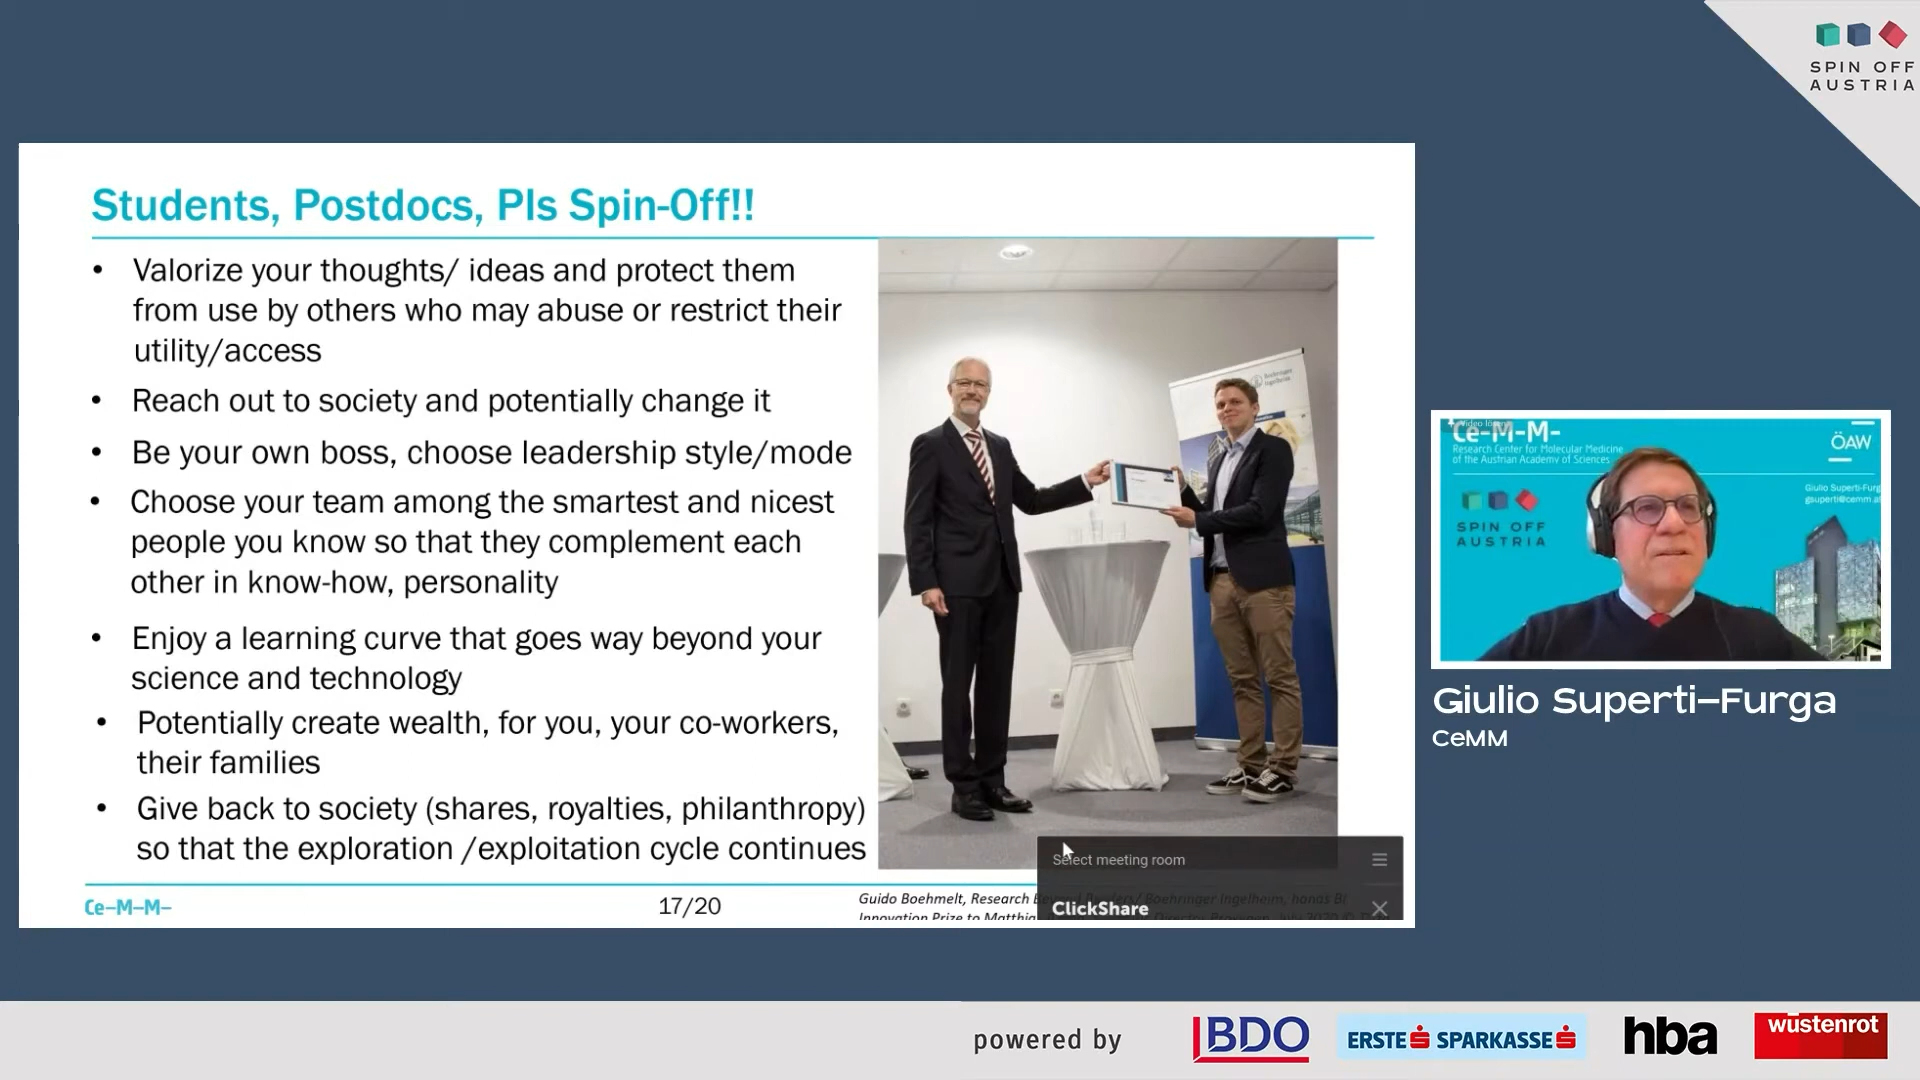 SPIN OFF
AUSTRIA
Students, Postdocs, PIs Spin-Off!!
• Valorize your thoughts/ ideas and protect them
from use by others who may abuse or restrict their
utility/access
• Reach out to society and potentially change it
• Be your own boss, choose leadership style/mode
• Choose your team among the smartest and nicest
people you know so that they complement each
other in know-how, personality
• Enjoy a learning curve that goes way beyond your
science and technology
• Potentially create wealth, for you, your co-workers,
their families
• Give back to society (shares, royalties, philanthropy)
so that the exploration /exploitation cycle continues
Boehringer
Ingelheim
Ce-M-M-
17/20
Guido Boehmelt, Research Beyond Borders/ Boehringer Ingelheim, hands BI
Innovation Prize to
Select meeting room
ClickShare
Ce-M-M-
Research Center for Molecular Medicine
of the Austrian Academy of Sciences
ÖAW
Giulio Superti-Furg
gsuperti@cemm.a
SPIN OFF
AUSTRIA
Giulio Superti-Furga
CeMM
powered by
BDO
ERSTE SPARKASSE
hba
wüstenrot